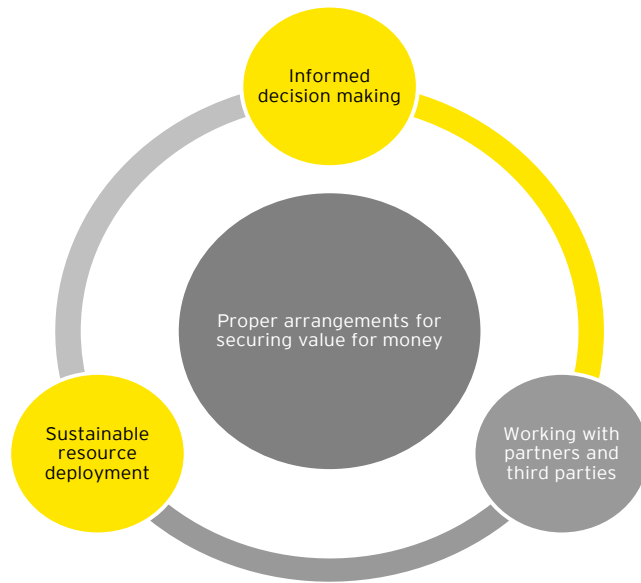 Informed
decision making
Proper arrangements for
securing value for money
Sustainable
resource
deployment
Working with
partners and
third parties